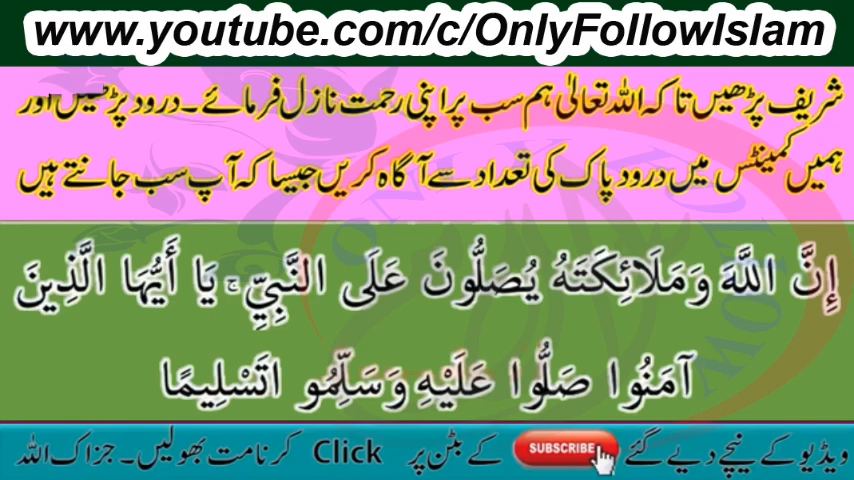 www.youtube.com/c/OnlyFollowIslam
شریف پڑھیں تاکہ اللہ تعالیٰ ہم سب پر اپنی رحمت نازل فرمائے۔ درود پڑھیں اور
ہمیں کمینٹس میں درود پاک کی تعداد سے آگاہ کریں جیسا کہ آپ سب جانتے ہیں
إِنَّ اللَّهَ وَمَلَائِكَتَهُ يُصَلُّونَ عَلَى النَّبِيِّ ۚ يَا أَيُّهَا الَّذِينَ
آمَنُوا صَلُّوا عَلَيْهِ وَسَلِّمُو اتَسْلِيمًا
ویڈیو کے نیچے دیے گئے SUBSCRIBE کے بٹن پر Click کرنا مت بھولیں۔ جزاک اللہ